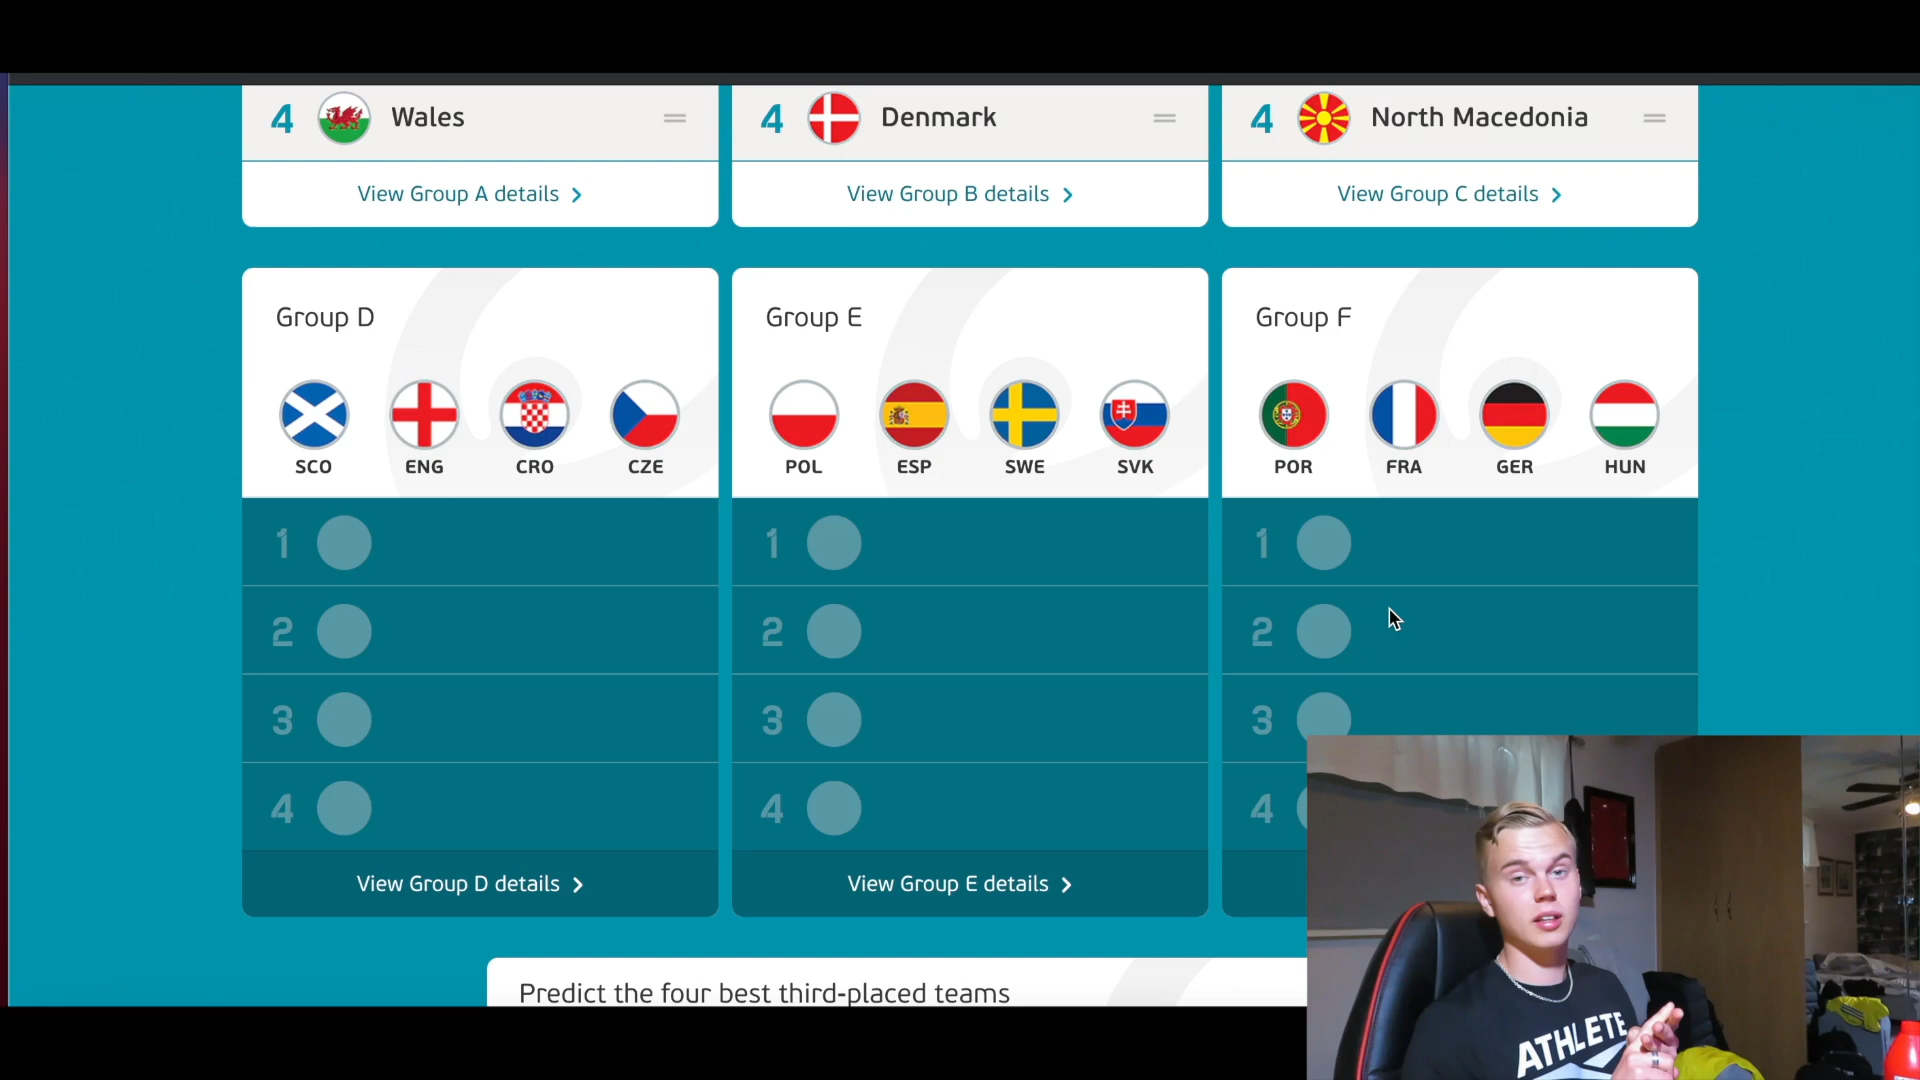 4 Wales
4 Denmark
4 North Macedonia
View Group A details
View Group B details
View Group C details
Group D
Group E
Group F
SCO ENG CRO CZE
POL ESP SWE SVK
POR FRA GER HUN
1
1
1
2
2
2
3
3
3
4
4
4
View Group D details
View Group E details
Predict the four best third-placed teams
ATHLETE